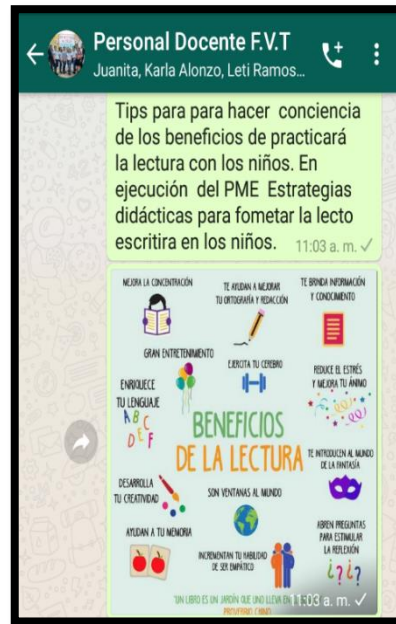 Personal Docente F.V.T
Juanita, Karla Alonzo, Leti Ramos...
Tips para para hacer conciencia
de los beneficios de practicará
la lectura con los niños. En
ejecución del PME Estrategias
didácticas para fometar la lecto
escritira en los niños.
11:03 a. m.
MEJORA LA CONCENTRACIÓN
TE AYUDAN A MEJORAR
TU ORTOGRAFÍA Y REDACCIÓN
TE BRINDA INFORMACIÓN
Y CONOCIMIENTO
GRAN ENTRETENIMIENTO
EJERCITA TU CEREBRO
REDUCE EL ESTRÉS
Y MEJORA TU ÁNIMO
ENRIQUECE
TU LENGUAJE
A B C
D E F
BENEFICIOS
DE LA LECTURA
TE INTRODUCEN AL MUNDO
DE LA FANTASÍA
DESARROLLA
TU CREATIVIDAD
SON VENTANAS AL MUNDO
AYUDAN A TU MEMORIA
INCREMENTAN TU HABILIDAD
DE SER EMPÁTICO
ABREN PREGUNTAS
PARA ESTIMULAR
LA REFLEXIÓN
¿?¿?
"UN LIBRO ES UN JARDÍN QUE UNO LLEVA EN
PROVERBIO CHINO
11:03 a. m.